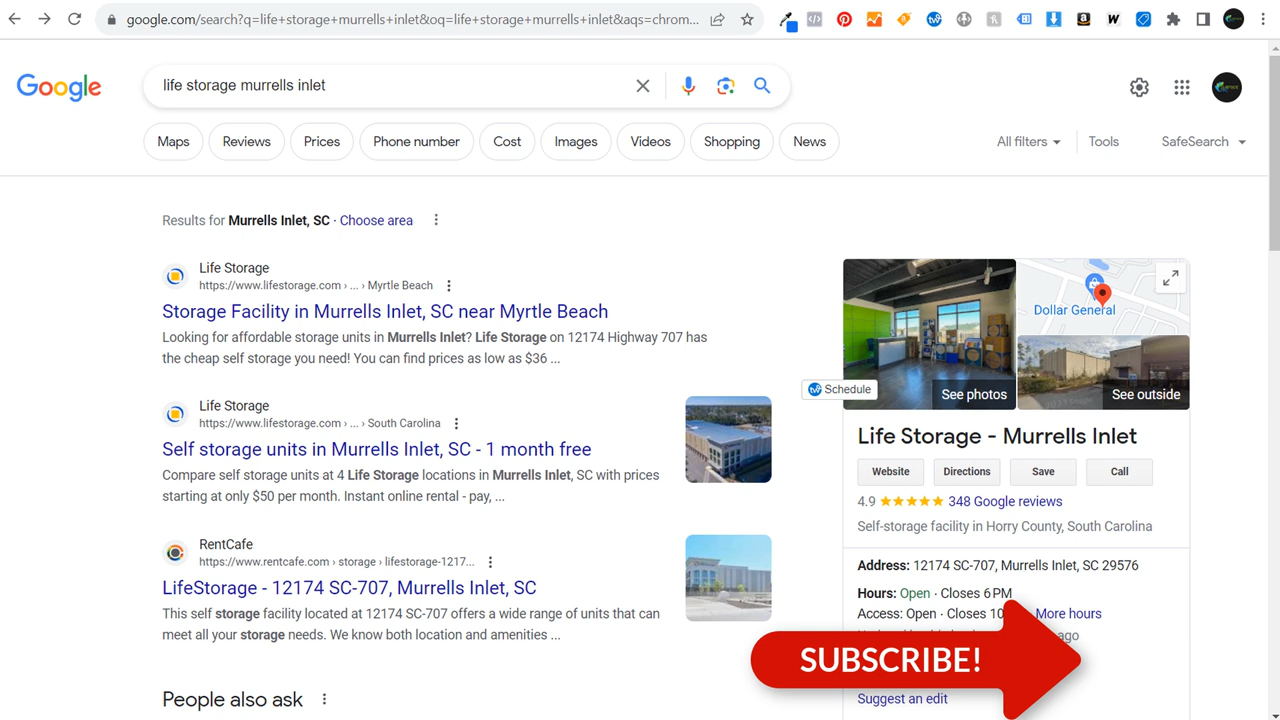 google.com/search?q=life+storage+murrells+inlet&oq=life+storage+murrells+inlet&aqs=chrom...
Google
life storage murrells inlet
Maps
Reviews
Prices
Phone number
Cost
Images
Videos
Shopping
News
All filters
Tools
SafeSearch
Results for Murrells Inlet, SC · Choose area
Life Storage
https://www.lifestorage.com › ... › Myrtle Beach
Storage Facility in Murrells Inlet, SC near Myrtle Beach
Looking for affordable storage units in Murrells Inlet? Life Storage on 12174 Highway 707 has
the cheap self storage you need! You can find prices as low as $36 ...
Life Storage
https://www.lifestorage.com › ... › South Carolina
Self storage units in Murrells Inlet, SC - 1 month free
Compare self storage units at 4 Life Storage locations in Murrells Inlet, SC with prices
starting at only $50 per month. Instant online rental - pay, ...
RentCafe
https://www.rentcafe.com › storage › lifestorage-1217...
LifeStorage - 12174 SC-707, Murrells Inlet, SC
This self storage facility located at 12174 SC-707 offers a wide range of units that can
meet all your storage needs. We know both location and amenities ...
People also ask
Dollar General
Schedule
See photos
See outside
Life Storage - Murrells Inlet
Website
Directions
Save
Call
4.9
348 Google reviews
Self-storage facility in Horry County, South Carolina
Address: 12174 SC-707, Murrells Inlet, SC 29576
Hours: Open · Closes 6 PM
Access: Open · Closes 10
More hours
ago
SUBSCRIBE!
Suggest an edit